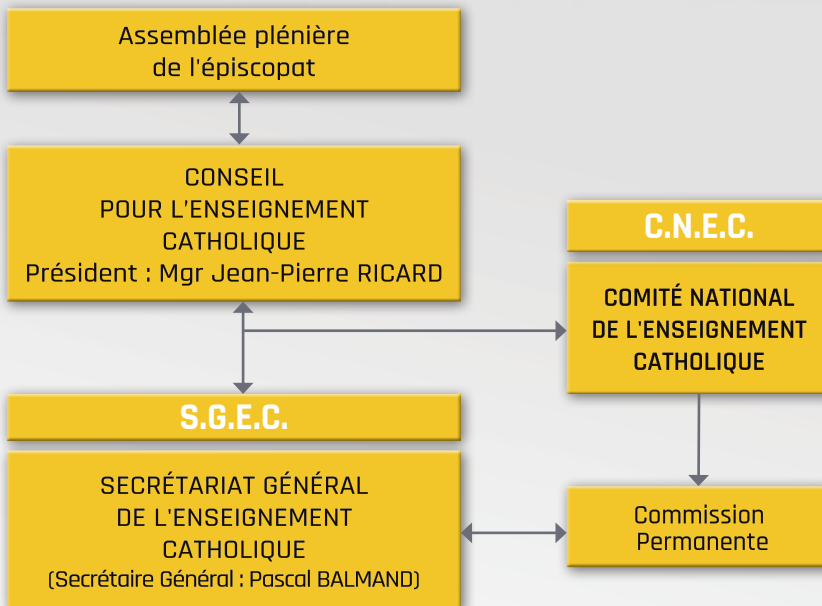 Assemblée plénière
de l'épiscopat
CONSEIL
POUR L'ENSEIGNEMENT
CATHOLIQUE
Président : Mgr Jean-Pierre RICARD
C.N.E.C.
COMITÉ NATIONAL
DE L'ENSEIGNEMENT
CATHOLIQUE
S.G.E.C.
SECRÉTARIAT GÉNÉRAL
DE L'ENSEIGNEMENT
CATHOLIQUE
(Secrétaire Général : Pascal BALMAND)
Commission
Permanente